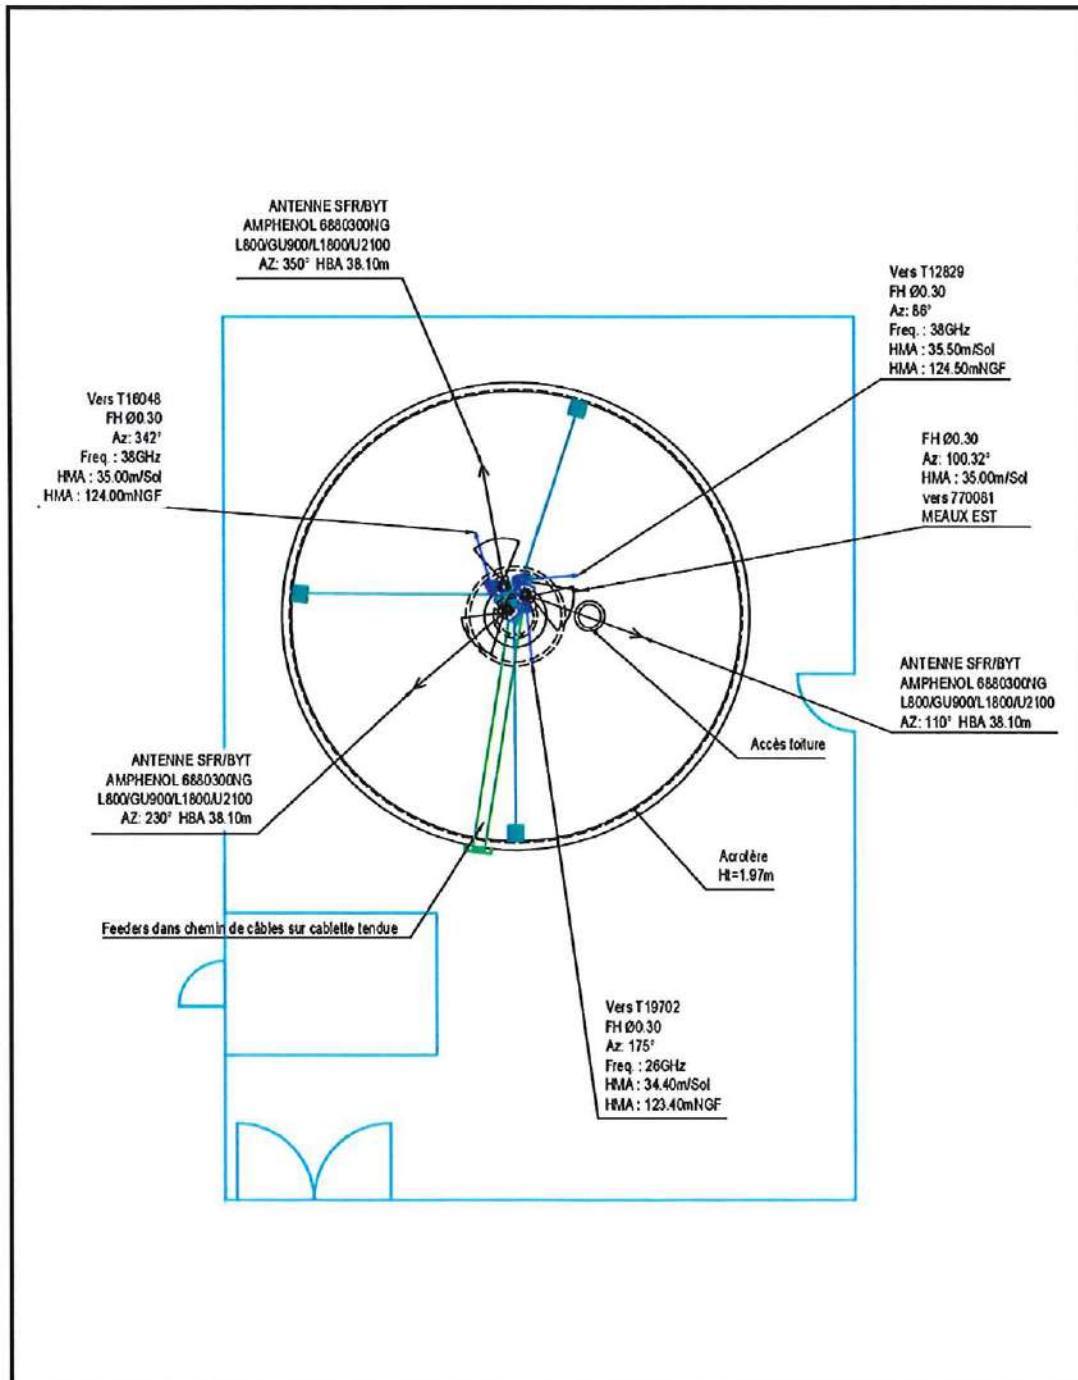 ANTENNE SFR/BYT
AMPHENOL 6880300NG
L800/GU900/L1800/U2100
AZ: 350° HBA 38.10m
Vers T12829
FH Ø0.30
Az: 86°
Freq. : 38GHz
HMA : 35.50m/Sol
HMA : 124.50mNGF
Vers T16048
FH Ø0.30
Az: 342°
Freq. : 38GHz
HMA : 35.00m/Sol
HMA : 124.00mNGF
FH Ø0.30
Az: 100.32°
HMA : 35.00m/Sol
vers 770081
MEAUX EST
ANTENNE SFR/BYT
AMPHENOL 6880300NG
L800/GU900/L1800/U2100
AZ: 110° HBA 38.10m
Accès toiture
ANTENNE SFR/BYT
AMPHENOL 6880300NG
L800/GU900/L1800/U2100
AZ: 230° HBA 38.10m
Acrotère
Ht=1.97m
Feeders dans chemin de câbles sur cablette tendue
Vers T19702
FH Ø0.30
Az: 175°
Freq. : 26GHz
HMA : 34.40m/Sol
HMA : 123.40mNGF